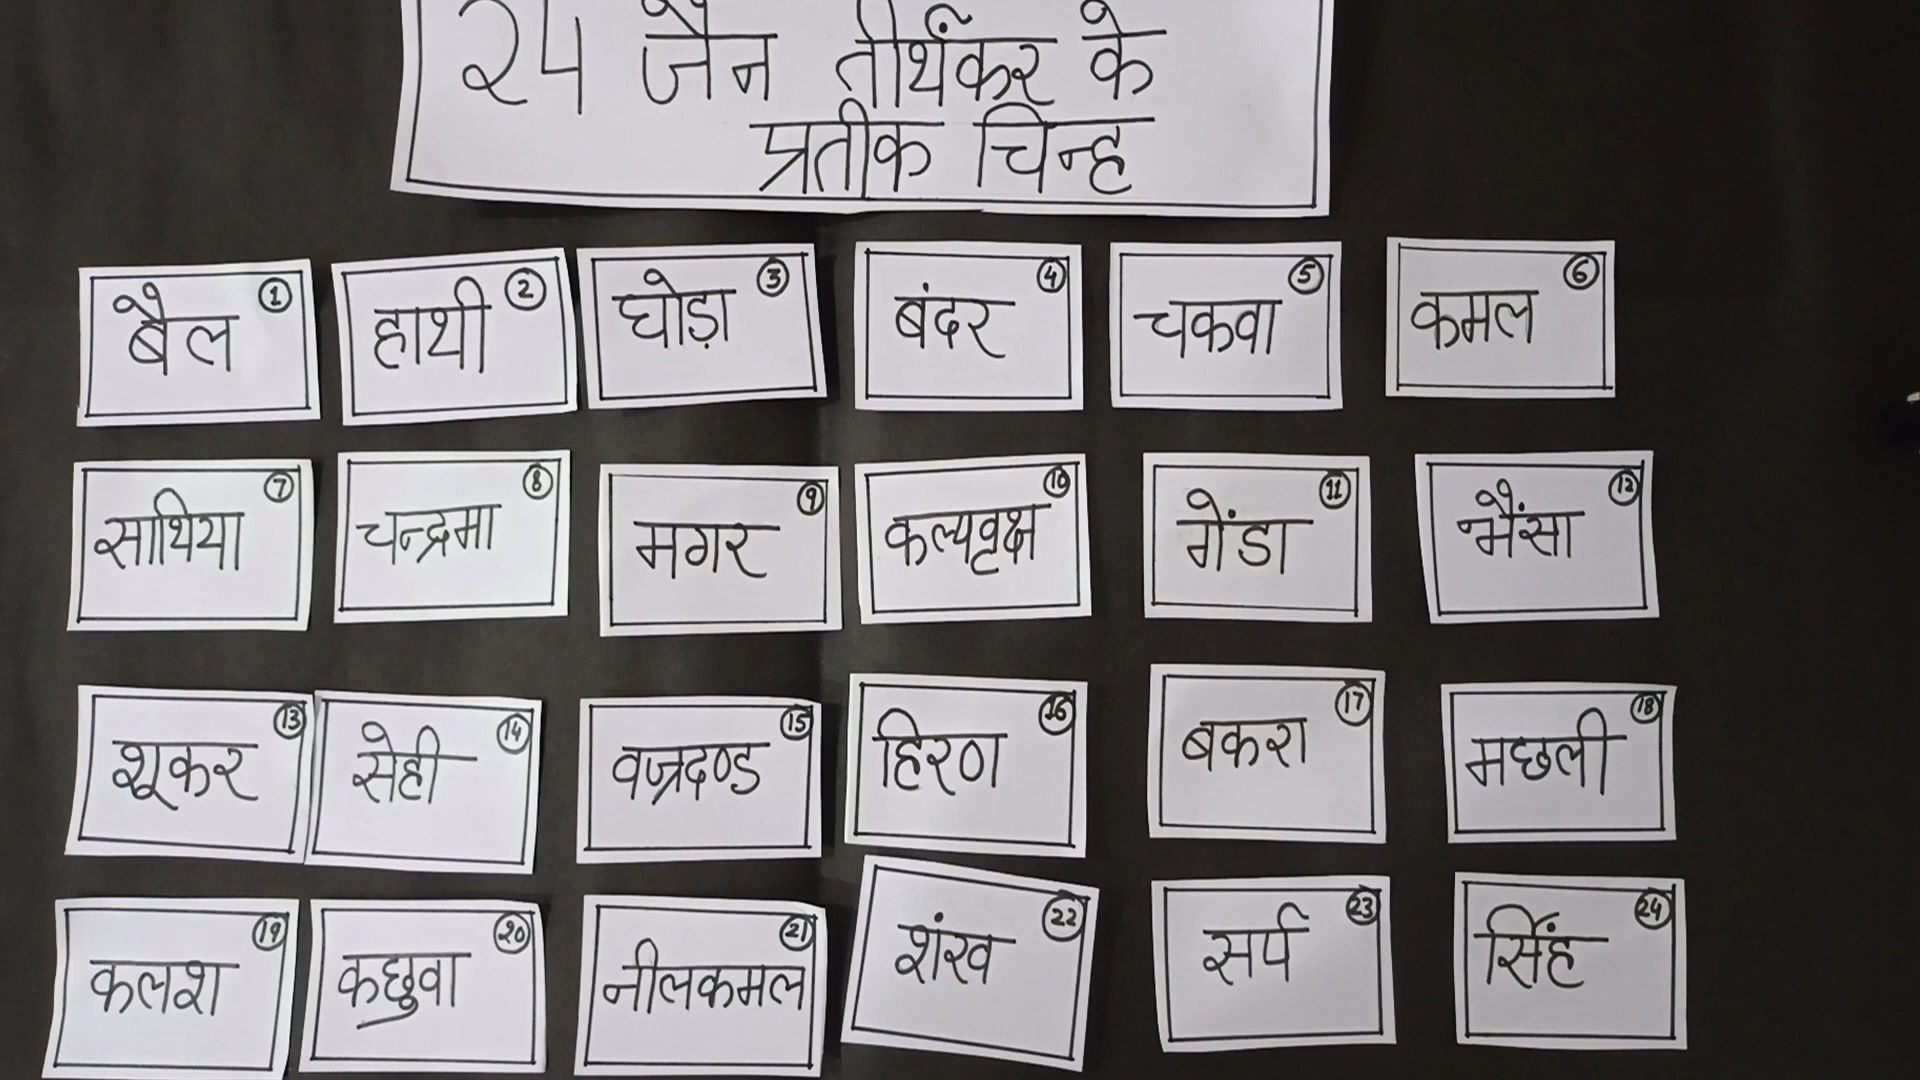 24 जैन तीर्थंकर के
प्रतीक चिन्ह
बैल 1
हाथी 2
घोड़ा 3
बंदर 4
चकवा 5
कमल 6
साथिया 7
चन्द्रमा 8
मगर 9
कल्पवृक्ष 10
गेंडा 11
भैंसा 12
शूकर 13
सेही 14
वज्रदण्ड 15
हिरण 16
बकरा 17
मछली 18
कलश 19
कछुवा 20
नीलकमल 21
शंख 22
सर्प 23
सिंह 24